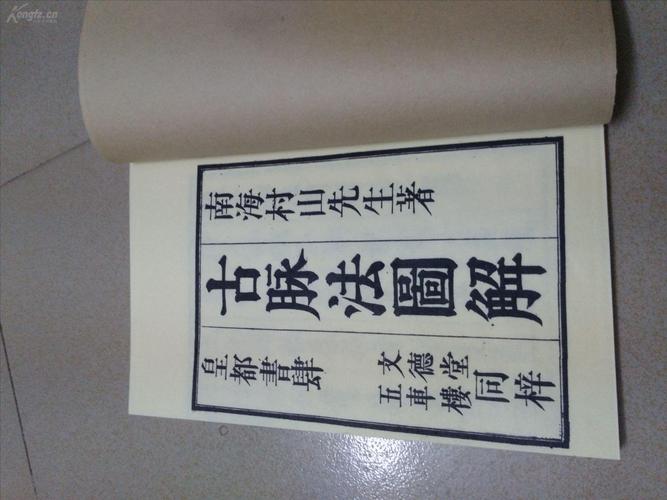 Kongfz.cn
南海村山先生著
古脉法圖解
皇都書肆
文德堂
五車樓
同梓